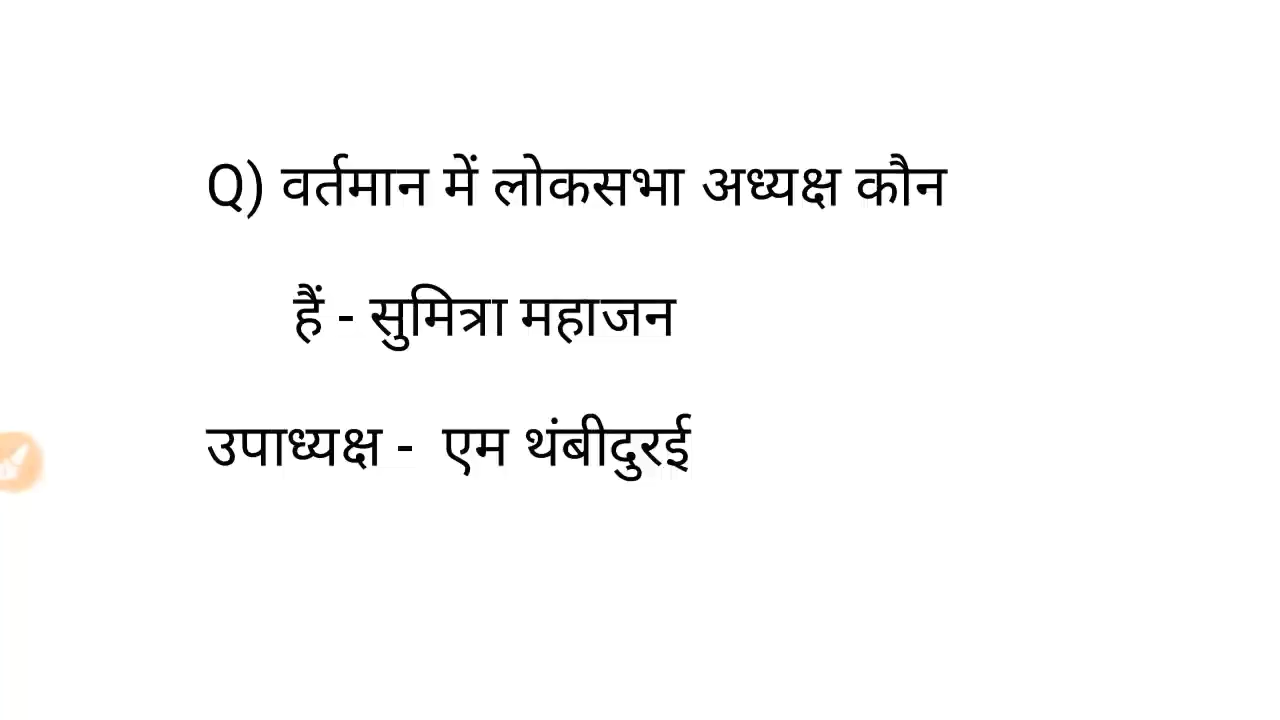 Q) वर्तमान में लोकसभा अध्यक्ष कौन
हैं - सुमित्रा महाजन
उपाध्यक्ष - एम थंबीदुरई